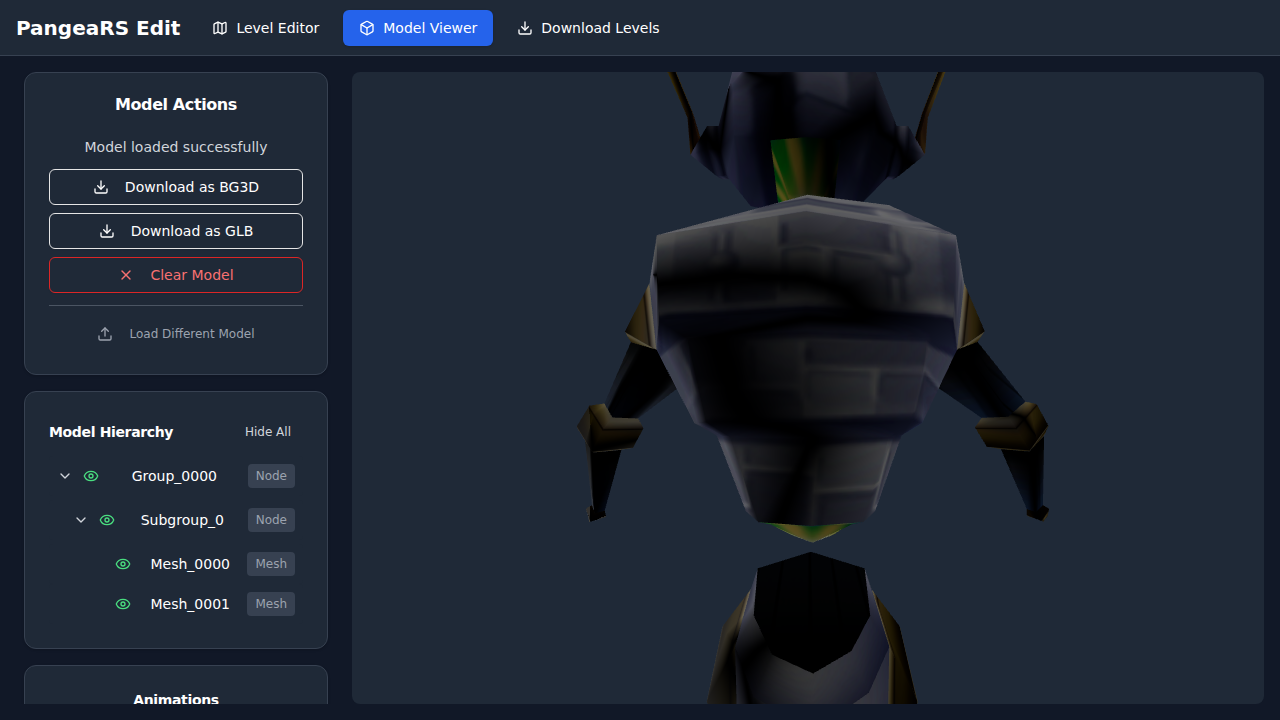 PangeaRS Edit
Level Editor
Model Viewer
Download Levels
Model Actions
Model loaded successfully
Download as BG3D
Download as GLB
Clear Model
Load Different Model
Model Hierarchy
Hide All
Group_0000
Node
Subgroup_0
Node
Mesh_0000
Mesh
Mesh_0001
Mesh
Animations